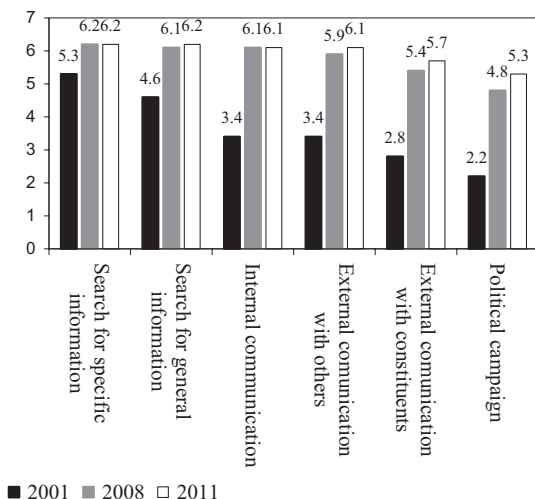 7
6
5
4
3
2
1
0
5.3
6.2
6.2
4.6
6.1
6.2
3.4
6.1
6.1
3.4
5.9
6.1
2.8
5.4
5.7
2.2
4.8
5.3
Search for specific
information
Search for general
information
Internal communication
External comunication
with others
External comunication
with constituents
Political campaign
2001 2008 2011